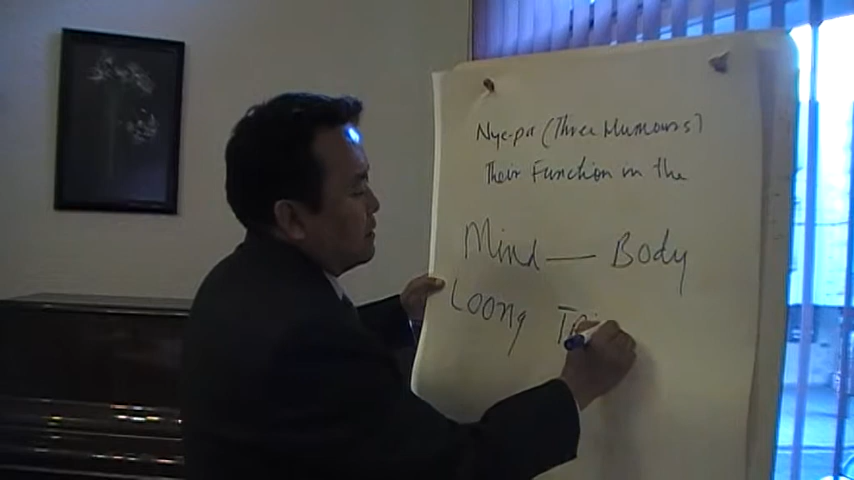 Nye-pa (Three Humours)
Their Function in the
Mind — Body
Loong